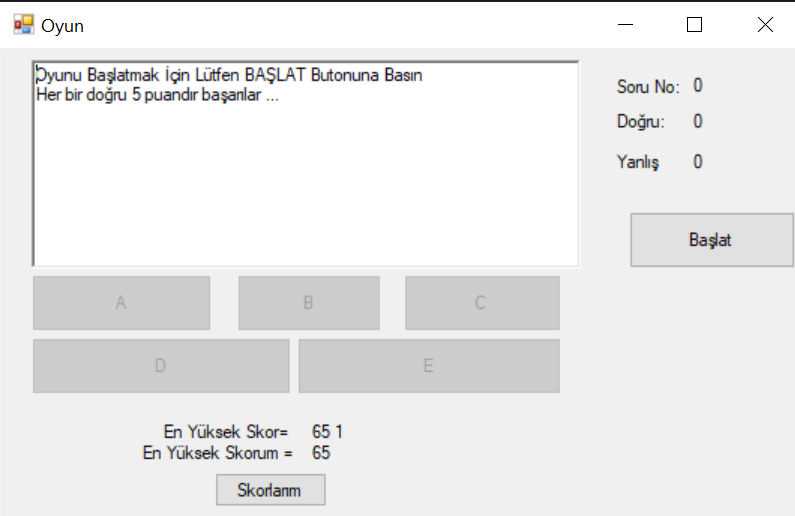 Oyun
Oyunu Başlatmak İçin Lütfen BAŞLAT Butonuna Basın
Her bir doğru 5 puandır başarılar ...
Soru No: 0
Doğru: 0
Yanlış 0
Başlat
A B C
D E
En Yüksek Skor= 65 1
En Yüksek Skorum = 65
Skorlarım